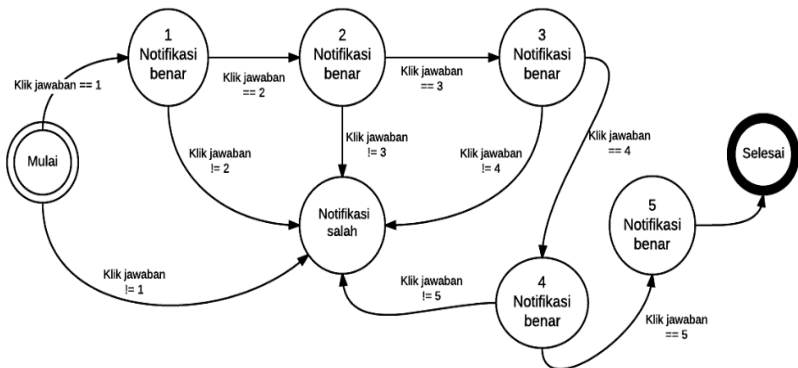 1
Notifikasi
benar
2
Notifikasi
benar
3
Notifikasi
benar
Klik jawaban == 1
Klik jawaban
== 2
Klik jawaban
== 3
Klik jawaban
== 4
Mulai
Klik jawaban
!= 2
Klik jawaban
!= 3
Klik jawaban
!= 4
Selesai
Notifikasi
salah
5
Notifikasi
benar
Klik jawaban
!= 1
Klik jawaban
!= 5
4
Notifikasi
benar
Klik jawaban
== 5